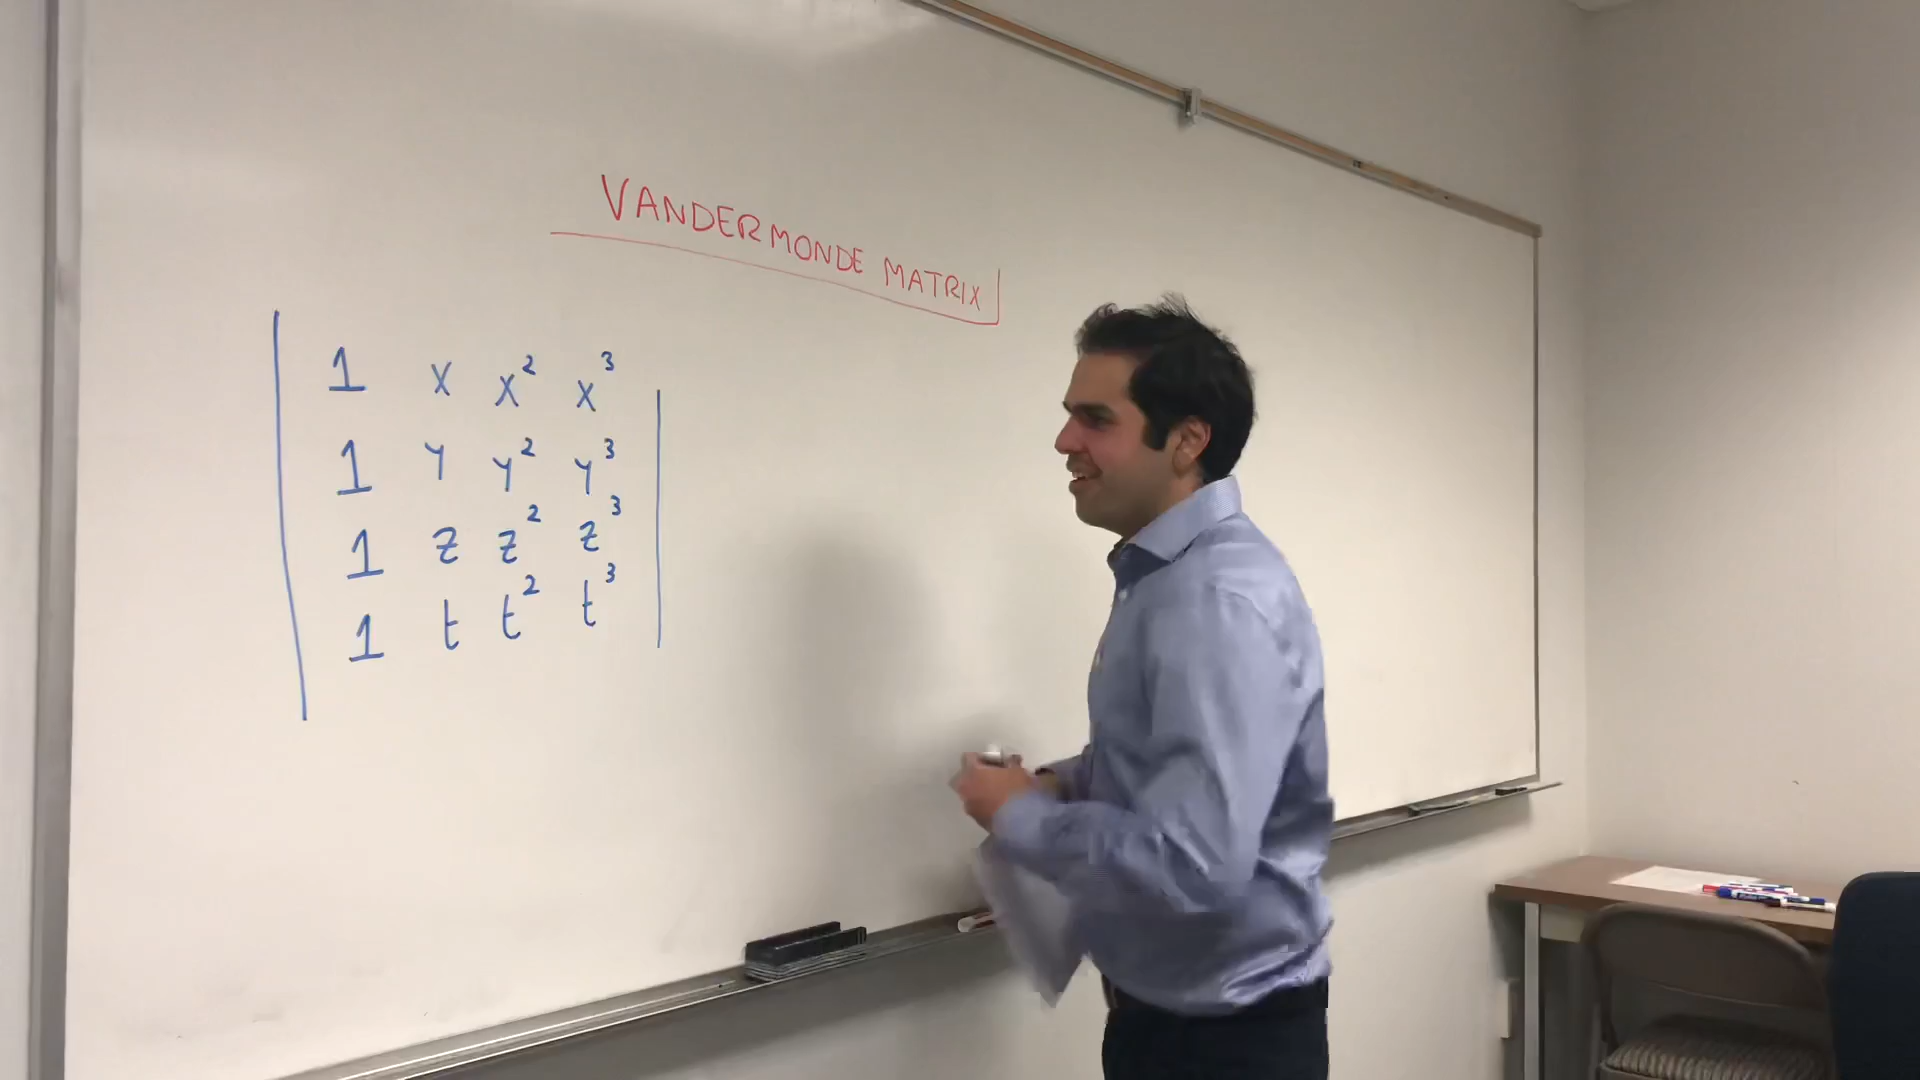 VANDERMONDE MATRIX
1 x x² x³
1 y y² y³
1 z z² z³
1 t t² t³